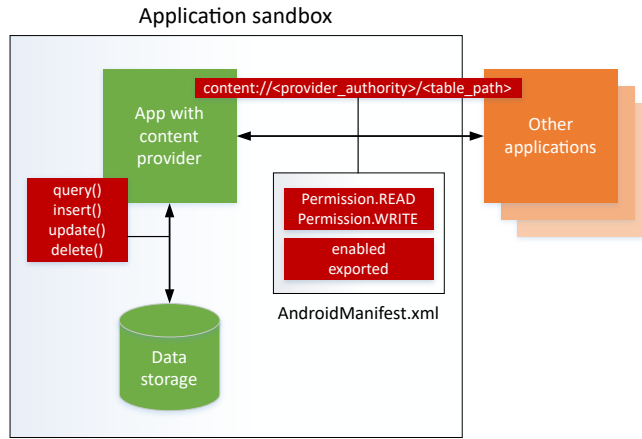 Application sandbox
content://<provider_authority>/<table_path>
App with
content
provider
Other
applications
query()
insert()
update()
delete()
Permission.READ
Permission.WRITE
enabled
exported
AndroidManifest.xml
Data
storage